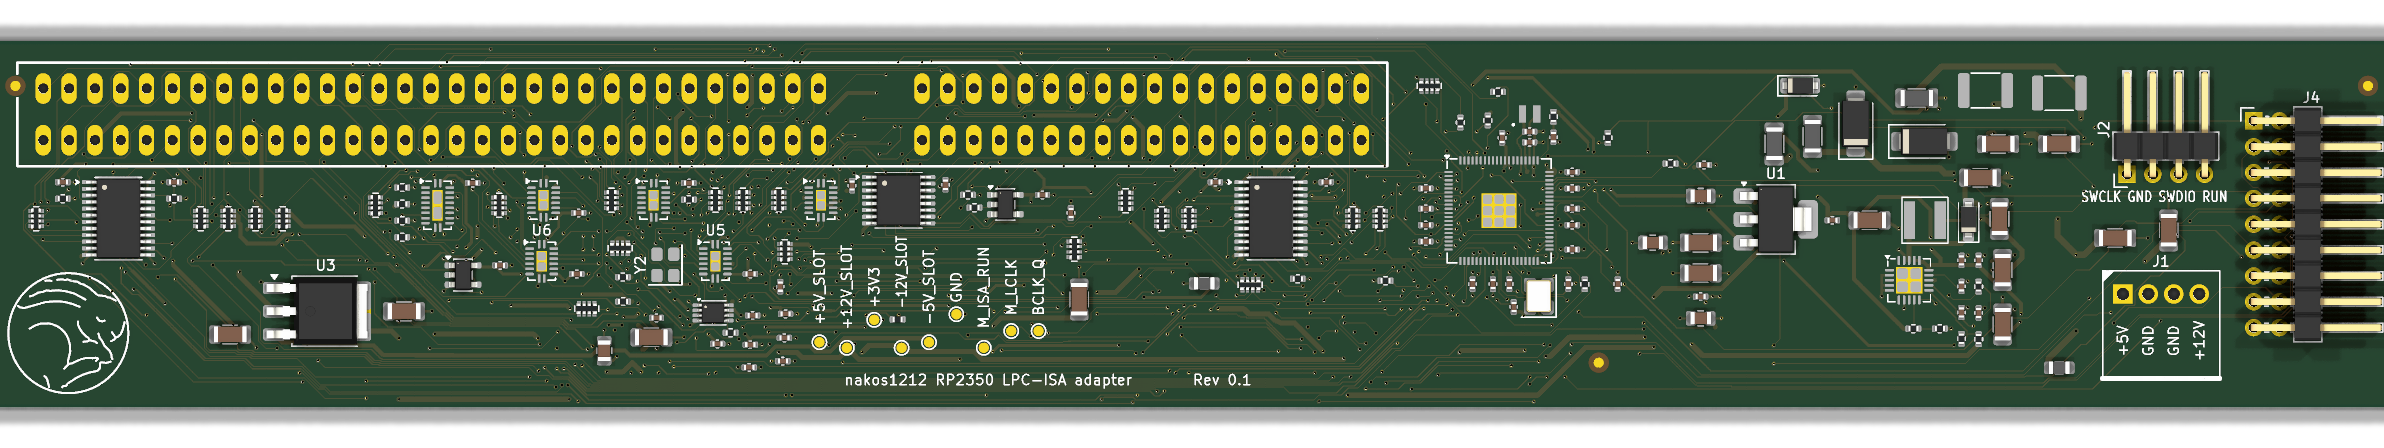 J4
J2
U1
SWCLK GND SWDIO RUN
U6
U5
Y2
U3
J1
+5V_SLOT
+12V_SLOT
+3V3
-12V_SLOT
-5V_SLOT
GND
M_ISA_RUN
M_LCLK
BCLK_Q
+5V
GND
GND
+12V
nakos1212 RP2350 LPC-ISA adapter
Rev 0.1